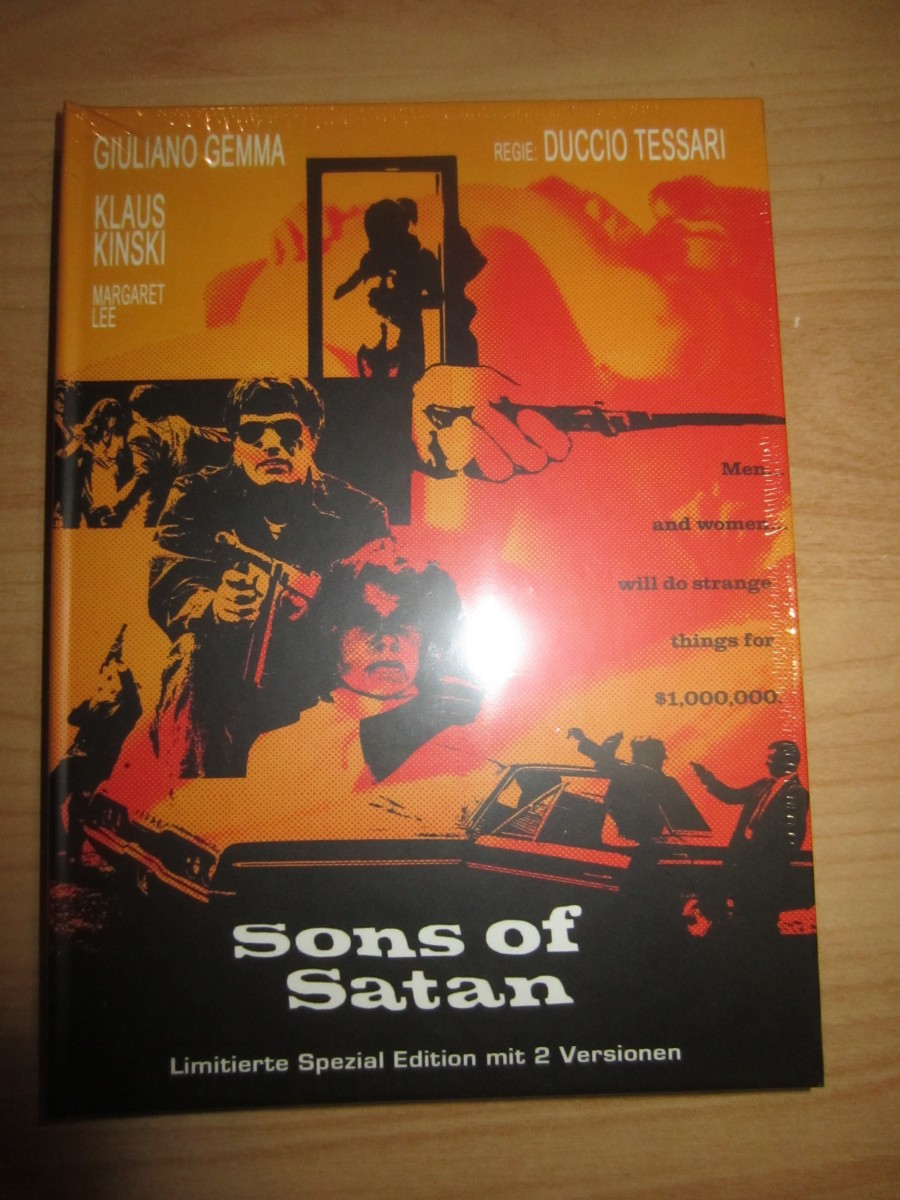 GIULIANO GEMMA
REGIE: DUCCIO TESSARI
KLAUS
KINSKI
MARGARET
LEE
Men...
and women...
will do strange
things for
$1,000,000.
Sons of
Satan
Limitierte Spezial Edition mit 2 Versionen